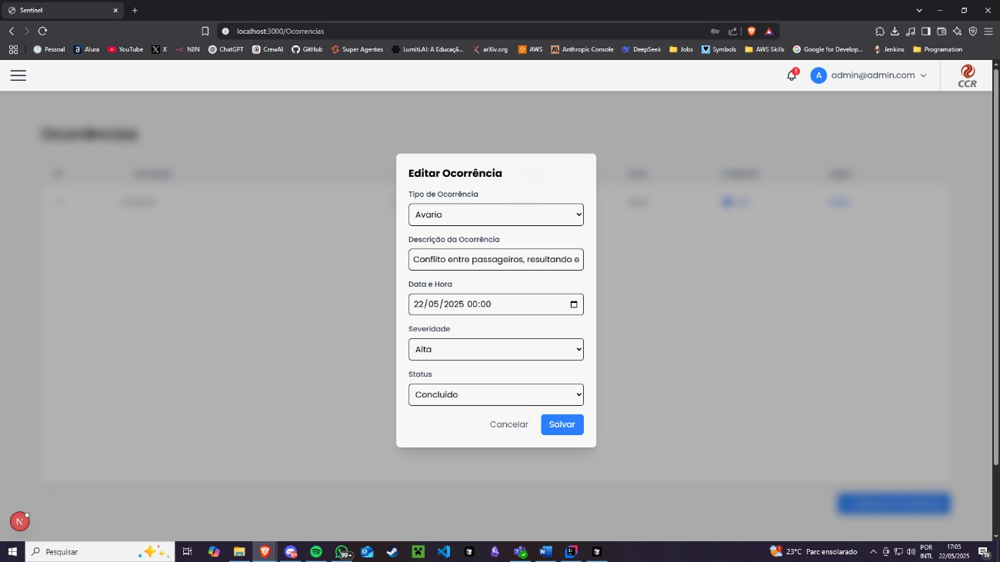 Sentinel
localhost:3000/Ocorrencias
Pessoal Alura YouTube X N8N ChatGPT CrewAI GitHub Super Agentes LumitiAI: A Educaçã... arXiv.org AWS Anthropic Console DeepSeek Jobs Symbols AWS Skills Google for Develop... Jenkins Programation
1 A admin@admin.com CCR
Editar Ocorrência
Tipo de Ocorrência
Avaria
Descrição da Ocorrência
Conflito entre passageiros, resultando e
Data e Hora
22/05/2025 00:00
Severidade
Alta
Status
Concluído
Cancelar Salvar
N
Pesquisar 99+ 23°C Parc ensolarado POR 17:05
INTL 22/05/2025 19